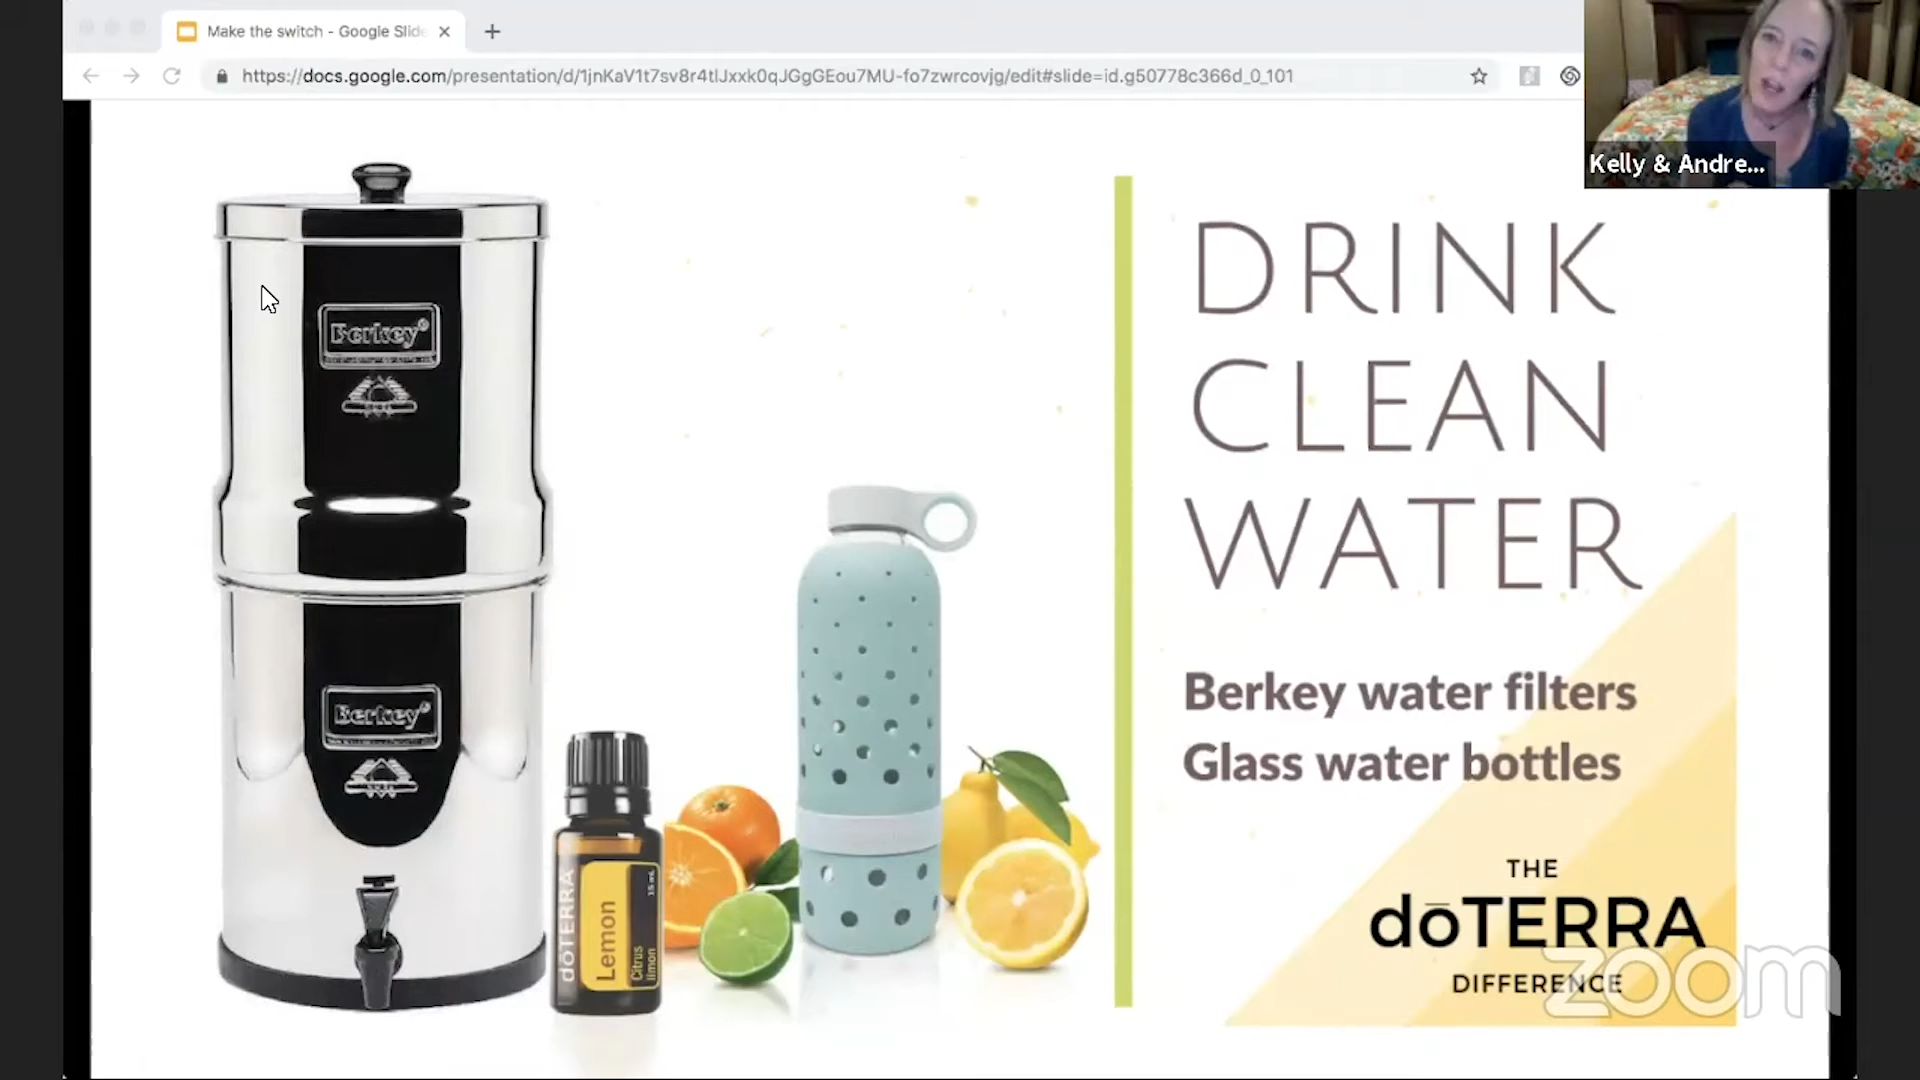 Make the switch - Google Slide
https://docs.google.com/presentation/d/1jnKaV1t7sv8r4tlJxxk0qJGgGEou7MU-fo7zwrcovjg/edit#slide=id.g50778c366d_0_101
Kelly & Andre...
DRINK
CLEAN
WATER
Berkey water filters
Glass water bottles
THE
dōTERRA
DIFFERENCE
zoom
Berkey®
Berkey®
dōTERRA
Lemon
Citrus
limon
15 mL